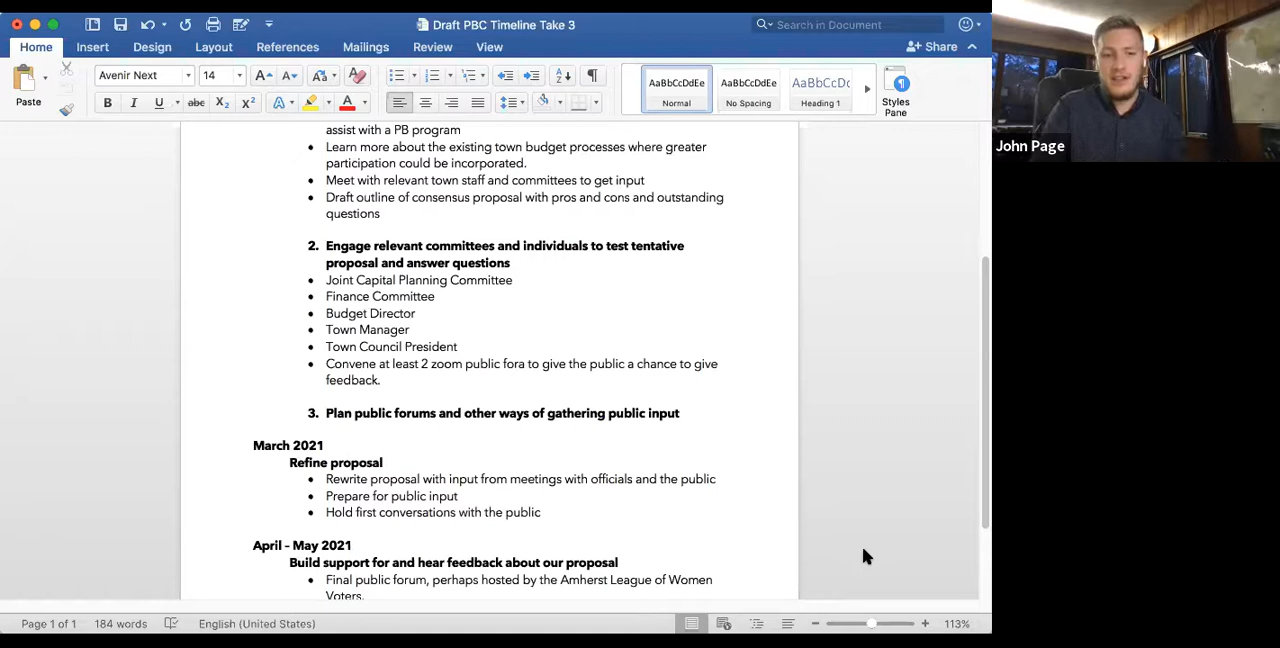 Draft PBC Timeline Take 3
Search in Document
Home Insert Design Layout References Mailings Review View
Share
Paste
Avenir Next 14
AaBbCcDdEe AaBbCcDdEe AaBbCcDc
Normal No Spacing Heading 1
Styles
Pane
John Page
assist with a PB program
• Learn more about the existing town budget processes where greater
participation could be incorporated.
• Meet with relevant town staff and committees to get input
• Draft outline of consensus proposal with pros and cons and outstanding
questions
2. Engage relevant committees and individuals to test tentative
proposal and answer questions
• Joint Capital Planning Committee
• Finance Committee
• Budget Director
• Town Manager
• Town Council President
• Convene at least 2 zoom public fora to give the public a chance to give
feedback.
3. Plan public forums and other ways of gathering public input
March 2021
Refine proposal
• Rewrite proposal with input from meetings with officials and the public
• Prepare for public input
• Hold first conversations with the public
April – May 2021
Build support for and hear feedback about our proposal
• Final public forum, perhaps hosted by the Amherst League of Women
Voters.
Page 1 of 1 184 words English (United States) 113%